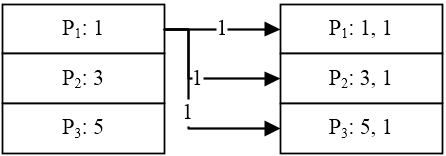 P₁: 1
1
P₁: 1, 1
P₂: 3
1
P₂: 3, 1
P₃: 5
1
P₃: 5, 1